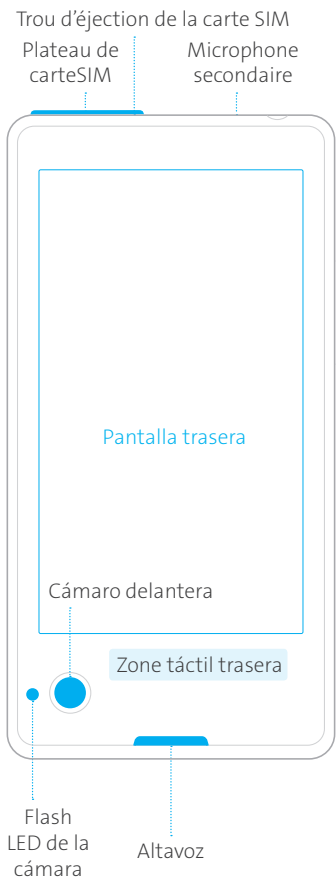 Trou d’éjection de la carte SIM
Plateau de
carteSIM
Microphone
secondaire
Pantalla trasera
Cámaro delantera
Zone táctil trasera
Flash
LED de la
cámara
Altavoz